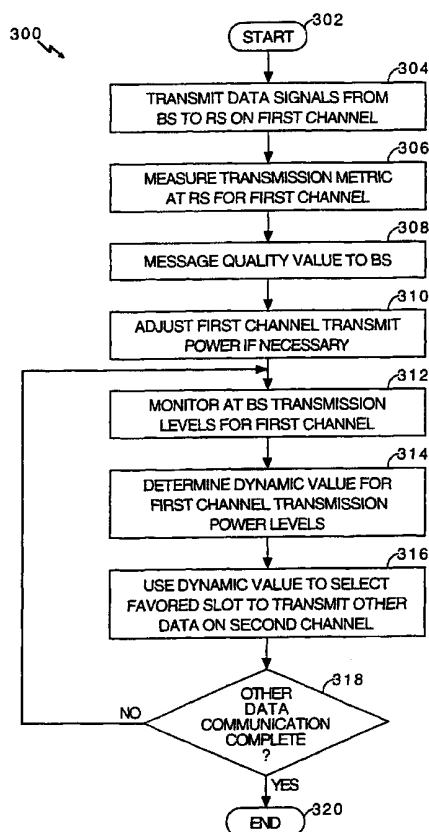 300
302
START
304
TRANSMIT DATA SIGNALS FROM
BS TO RS ON FIRST CHANNEL
306
MEASURE TRANSMISSION METRIC
AT RS FOR FIRST CHANNEL
308
MESSAGE QUALITY VALUE TO BS
310
ADJUST FIRST CHANNEL TRANSMIT
POWER IF NECESSARY
312
MONITOR AT BS TRANSMISSION
LEVELS FOR FIRST CHANNEL
314
DETERMINE DYNAMIC VALUE FOR
FIRST CHANNEL TRANSMISSION
POWER LEVELS
316
USE DYNAMIC VALUE TO SELECT
FAVORED SLOT TO TRANSMIT OTHER
DATA ON SECOND CHANNEL
318
OTHER
DATA
COMMUNICATION
COMPLETE
?
NO
YES
320
END